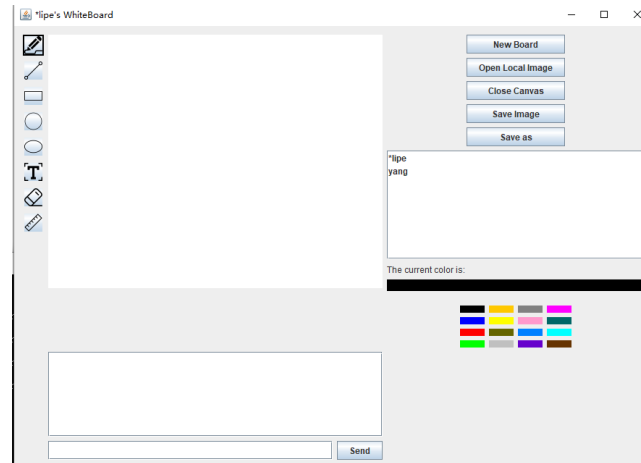 *lipe's WhiteBoard
New Board
Open Local Image
Close Canvas
Save Image
Save as
T
*lipe
yang
The current color is:
Send